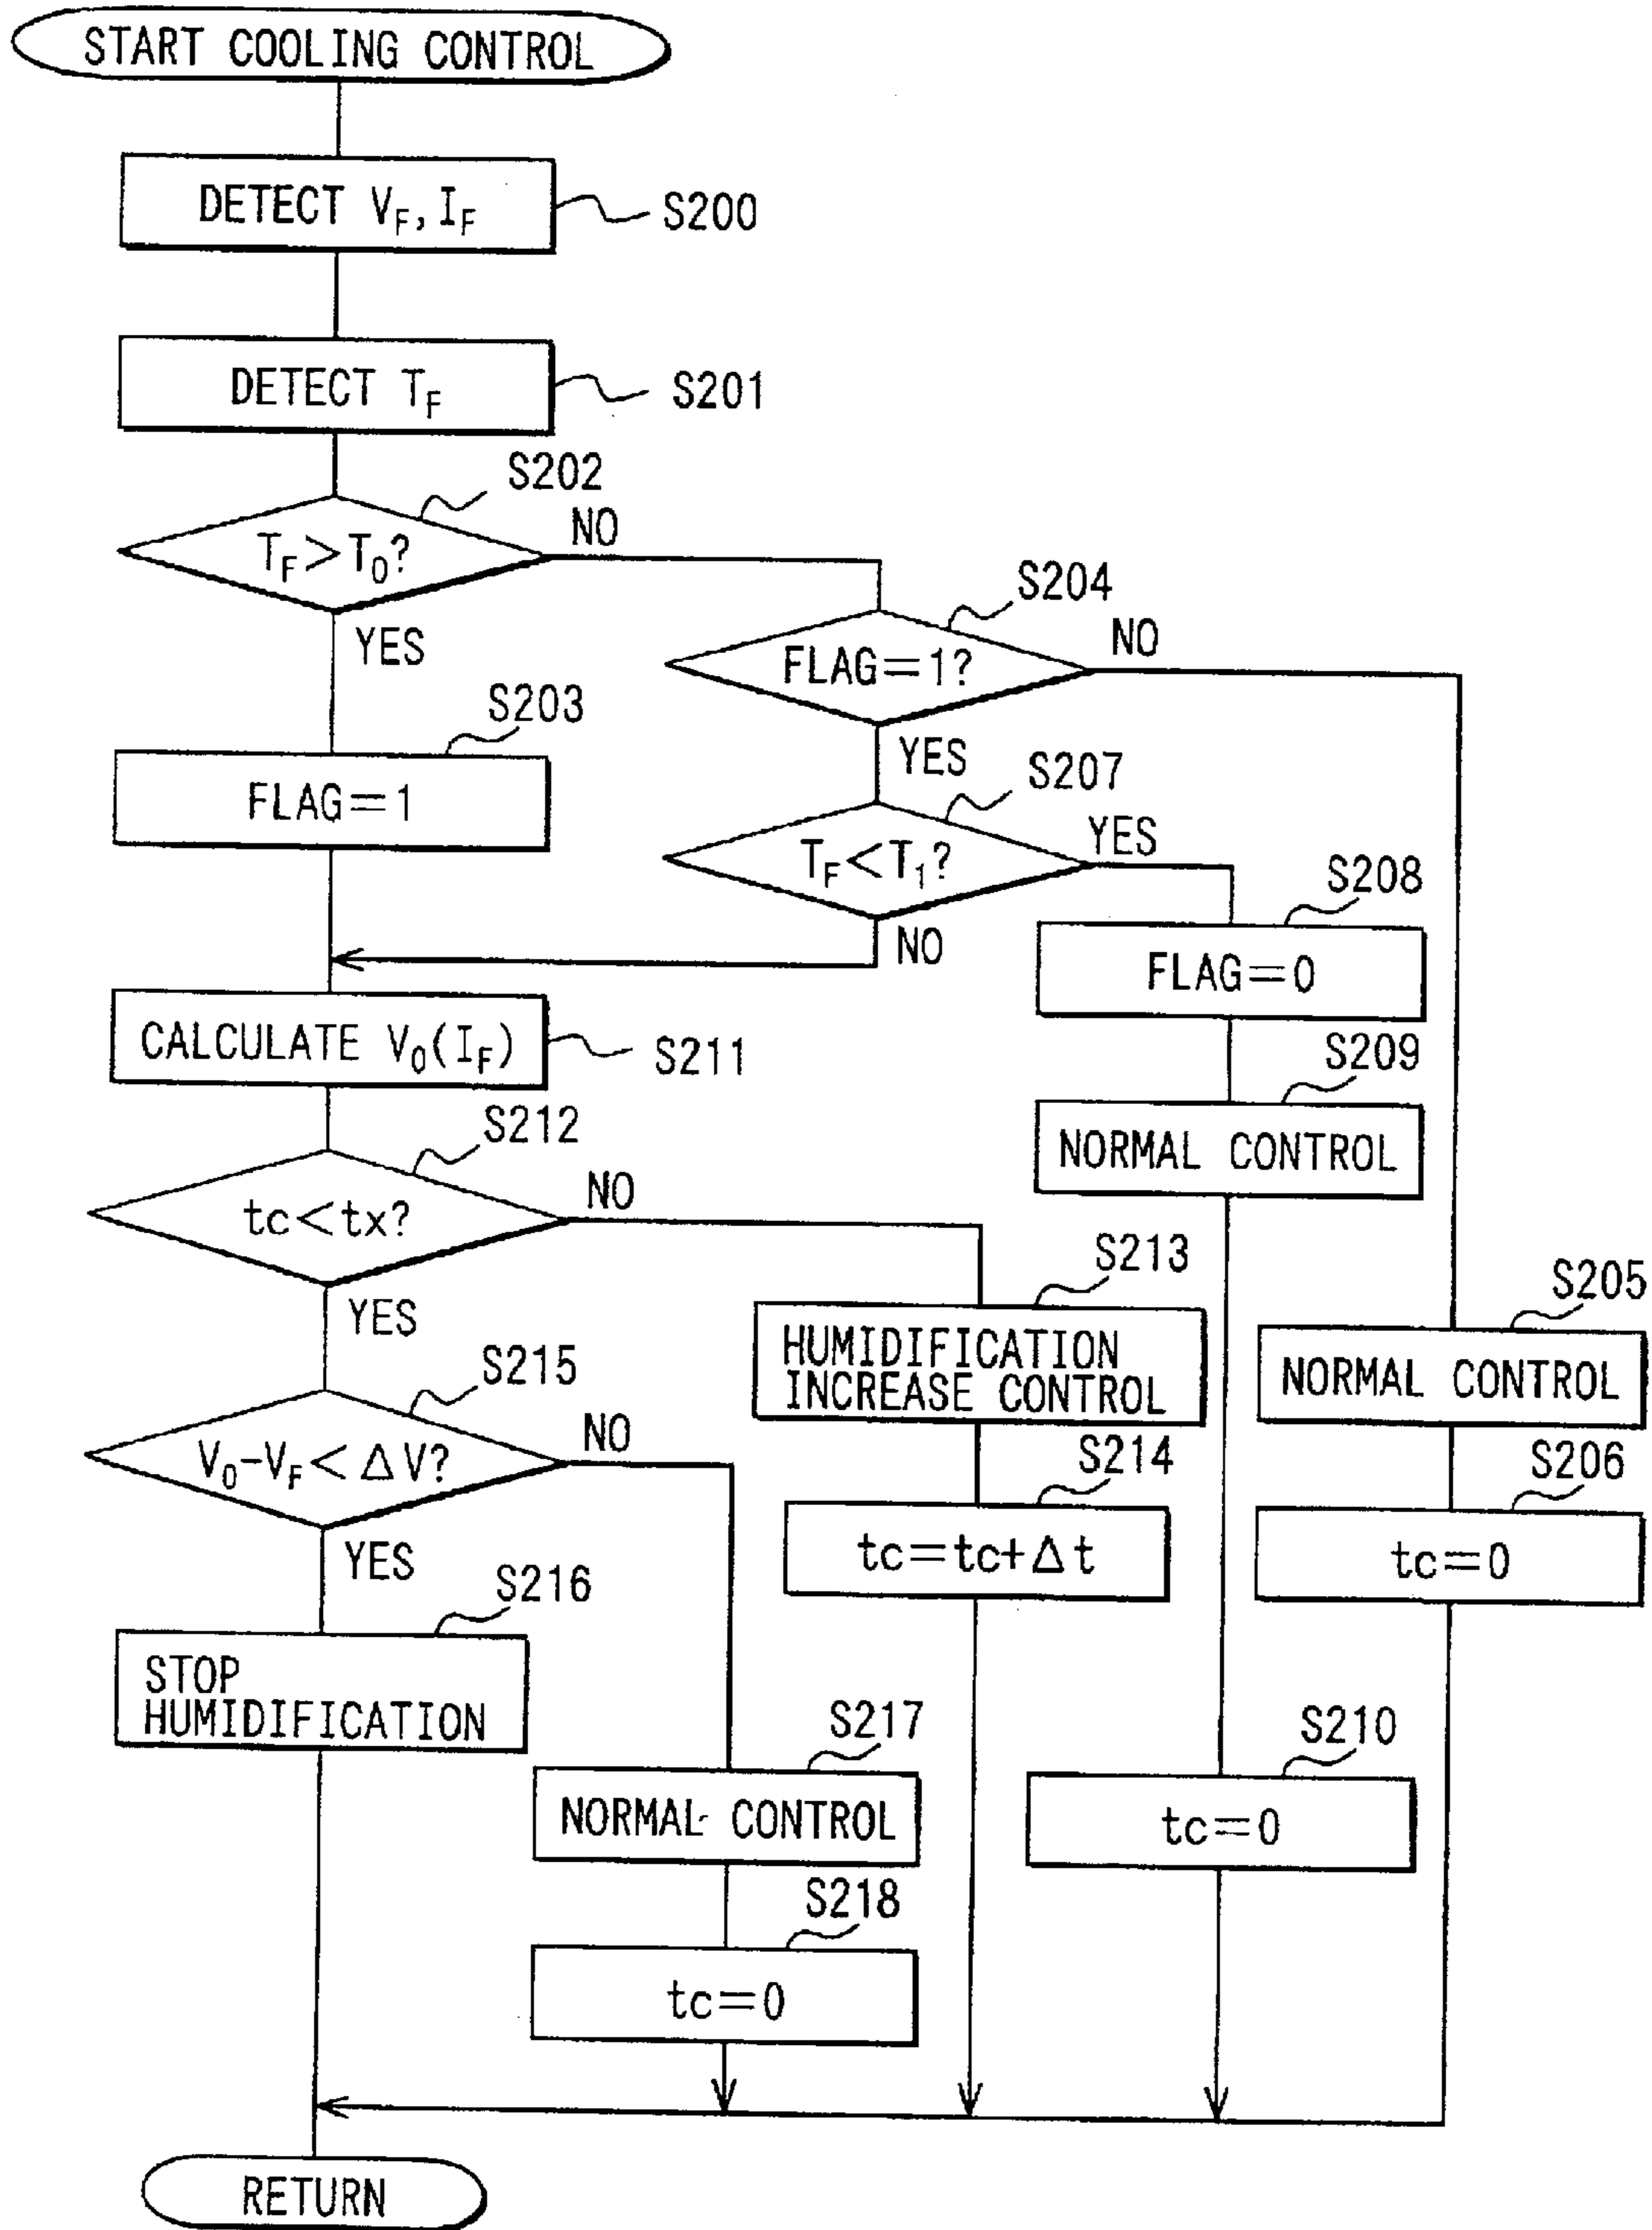 START COOLING CONTROL
DETECT V_F, I_F
S200
DETECT T_F
S201
S202
T_F>T_0?
NO
YES
S204
FLAG=1?
NO
YES
S203
FLAG=1
S207
T_F<T_1?
YES
NO
S208
FLAG=0
CALCULATE V_0(I_F)
S211
S209
NORMAL CONTROL
S212
tc<tx?
NO
YES
S213
HUMIDIFICATION
INCREASE CONTROL
S205
NORMAL CONTROL
S215
V_0-V_F<ΔV?
NO
YES
S214
tc=tc+Δt
S206
tc=0
S216
STOP
HUMIDIFICATION
S217
NORMAL CONTROL
S210
tc=0
S218
tc=0
RETURN